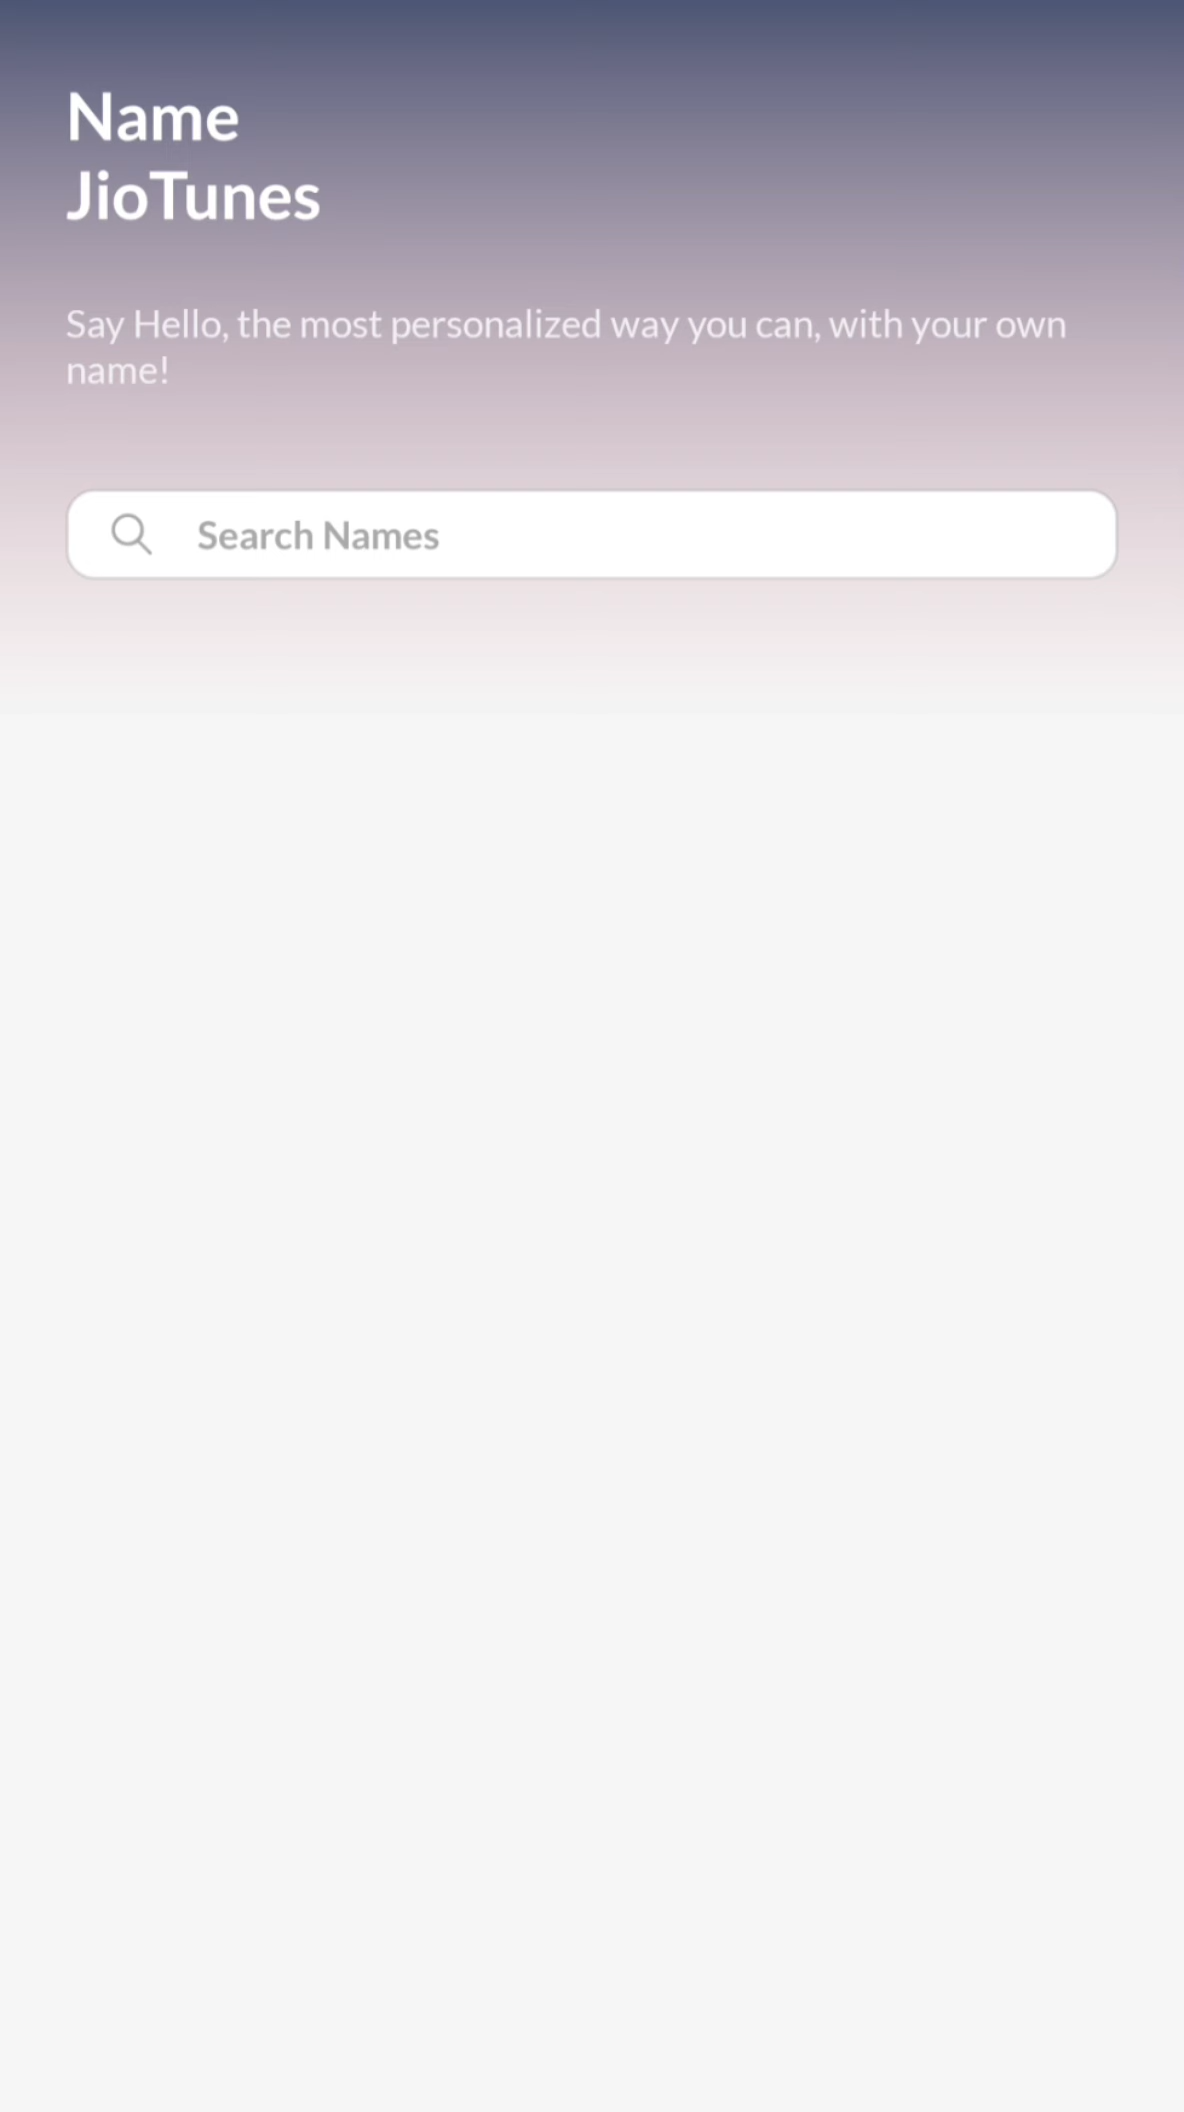 Name
JioTunes
Say Hello, the most personalized way you can, with your own
name!
Search Names